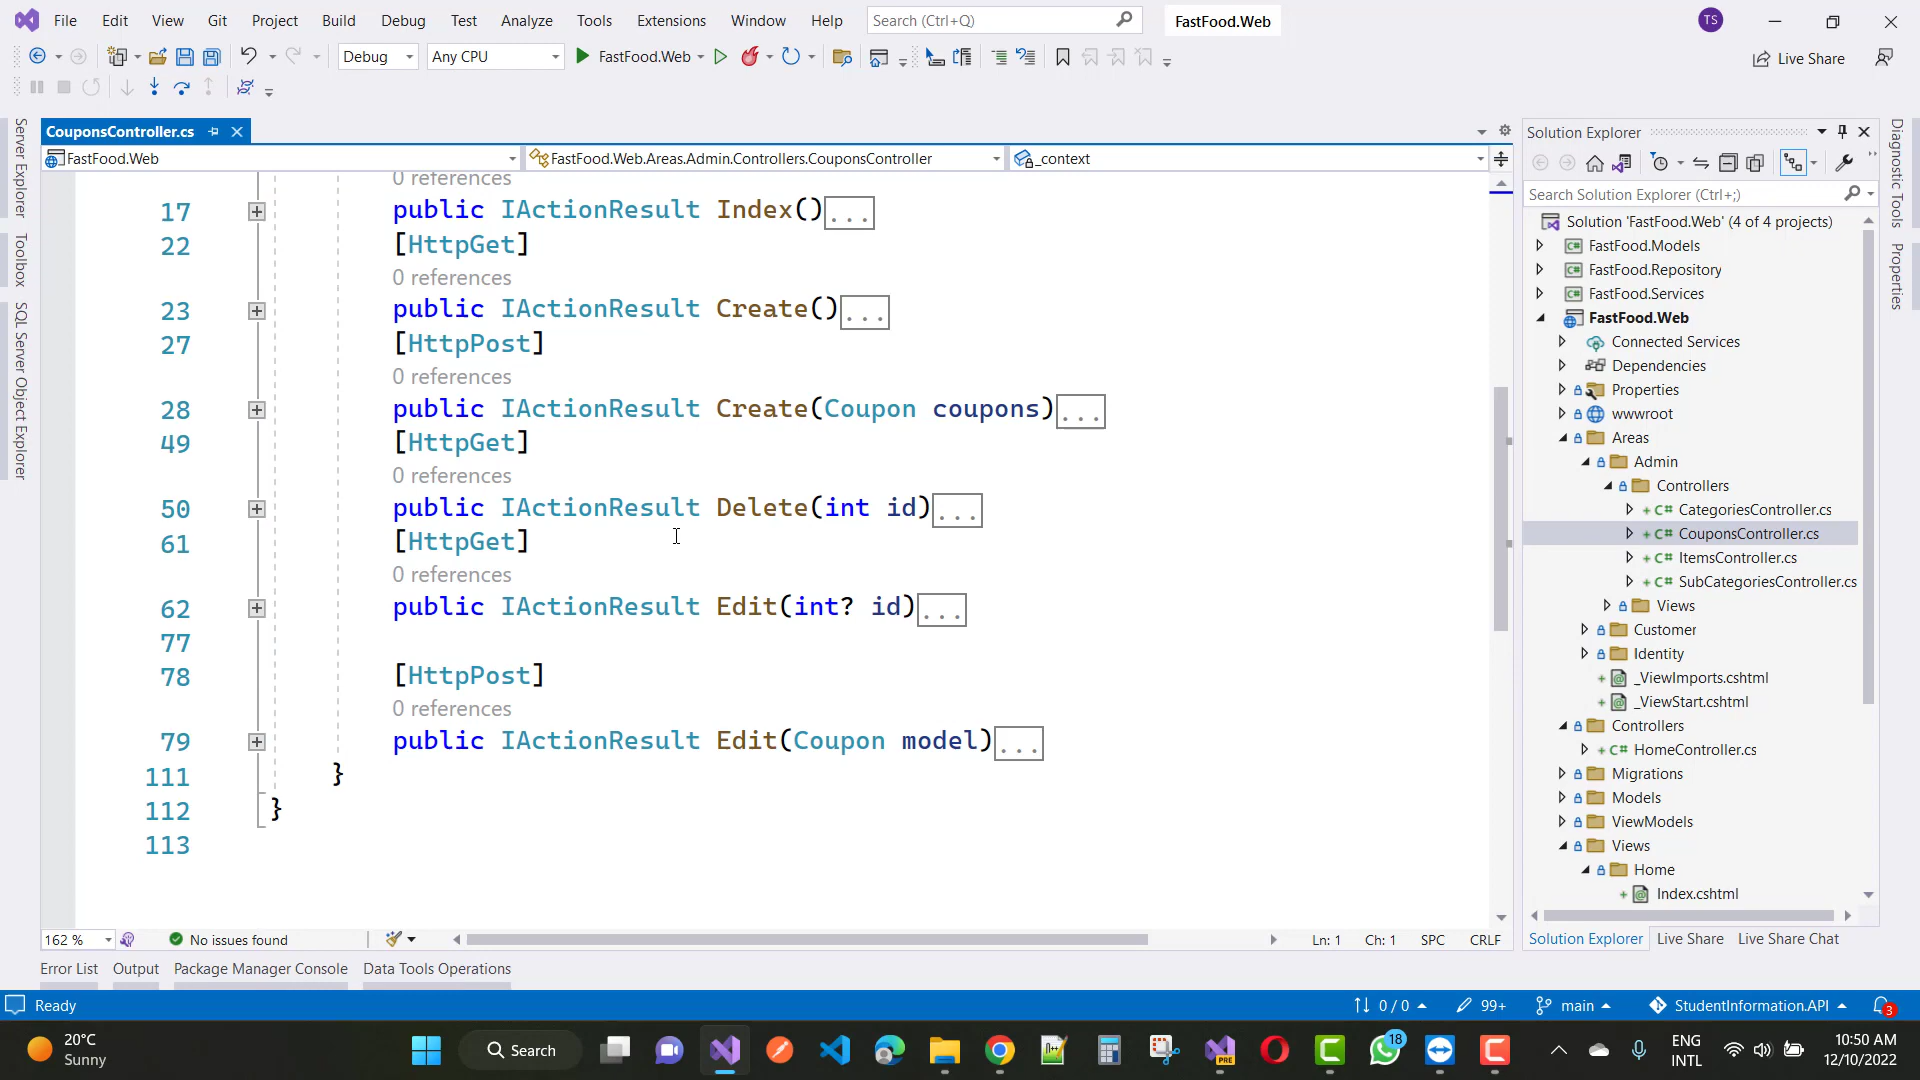 File Edit View Git Project Build Debug Test Analyze Tools Extensions Window Help Search (Ctrl+Q) FastFood.Web TS
Debug Any CPU FastFood.Web Live Share
Server Explorer
Toolbox
SQL Server Object Explorer
CouponsController.cs
FastFood.Web FastFood.Web.Areas.Admin.Controllers.CouponsController _context
0 references
17 public IActionResult Index()...
22 [HttpGet]
0 references
23 public IActionResult Create()...
27 [HttpPost]
0 references
28 public IActionResult Create(Coupon coupons)...
49 [HttpGet]
0 references
50 public IActionResult Delete(int id)...
61 [HttpGet]
0 references
62 public IActionResult Edit(int? id)...
77
78 [HttpPost]
0 references
79 public IActionResult Edit(Coupon model)...
111 }
112 }
113
162 % No issues found Ln: 1 Ch: 1 SPC CRLF
Solution Explorer
Search Solution Explorer (Ctrl+;)
Solution 'FastFood.Web' (4 of 4 projects)
FastFood.Models
FastFood.Repository
FastFood.Services
FastFood.Web
Connected Services
Dependencies
Properties
wwwroot
Areas
Admin
Controllers
CategoriesController.cs
CouponsController.cs
ItemsController.cs
SubCategoriesController.cs
Views
Customer
Identity
_ViewImports.cshtml
_ViewStart.cshtml
Controllers
HomeController.cs
Migrations
Models
ViewModels
Views
Home
Index.cshtml
Solution Explorer Live Share Live Share Chat
Diagnostic Tools
Properties
Error List Output Package Manager Console Data Tools Operations
Ready 0 / 0 99+ main StudentInformation.API 3
20°C
Sunny
Search
PRE
18
ENG
INTL
10:50 AM
12/10/2022